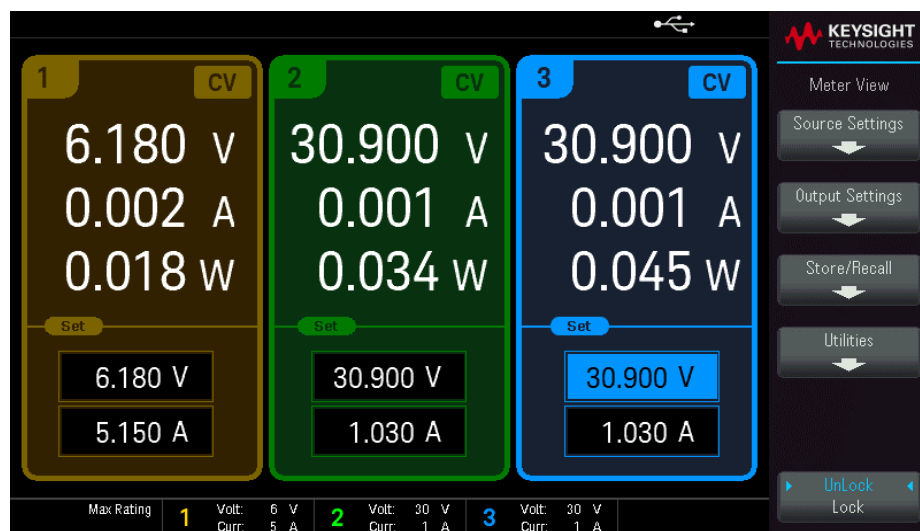 KEYSIGHT
TECHNOLOGIES
1 CV
6.180 V
0.002 A
0.018 W
Set
6.180 V
5.150 A
2 CV
30.900 V
0.001 A
0.034 W
Set
30.900 V
1.030 A
3 CV
30.900 V
0.001 A
0.045 W
Set
30.900 V
1.030 A
Meter View
Source Settings
Output Settings
Store/Recall
Utilities
UnLock
Lock
Max Rating 1 Volt: 6 V 2 Volt: 30 V 3 Volt: 30 V
Curr: 5 A Curr: 1 A Curr: 1 A